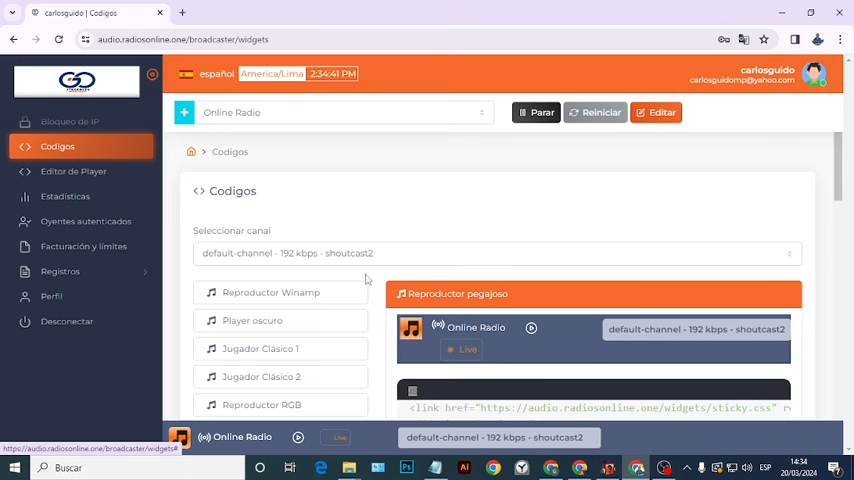 carlosguido | Codigos
audio.radiosonline.one/broadcaster/widgets
GO
español America/Lima 2:34:41 PM
carlosguido
carlosguidomp@yahoo.com
Online Radio
Parar
Reiniciar
Editar
Bloqueo de IP
Codigos
Editor de Player
Estadísticas
Oyentes autenticados
Facturación y límites
Registros
Perfil
Desconectar
Codigos
Codigos
Seleccionar canal
default-channel - 192 kbps - shoutcast2
Reproductor Winamp
Player oscuro
Jugador Clásico 1
Jugador Clásico 2
Reproductor RGB
Reproductor pegajoso
Online Radio
default-channel - 192 kbps - shoutcast2
Live
<link href="https://audio.radiosonline.one/widgets/sticky.css" re
Online Radio
Live
default-channel - 192 kbps - shoutcast2
https://audio.radiosonline.one/broadcaster/widgets#
Buscar
ESP
14:34
20/03/2024